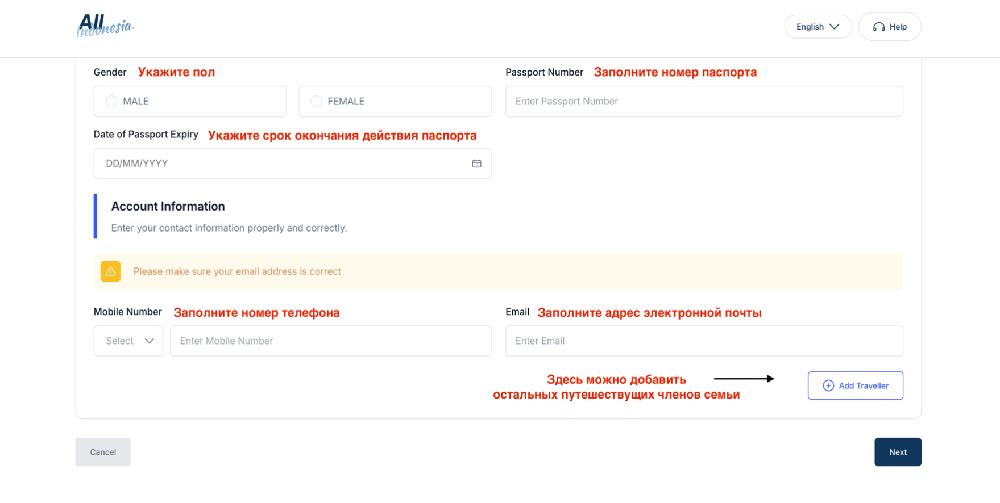 All
Indonesia.
English
Help
Gender Укажите пол
Passport Number Заполните номер паспорта
MALE
FEMALE
Enter Passport Number
Date of Passport Expiry Укажите срок окончания действия паспорта
DD/MM/YYYY
Account Information
Enter your contact information properly and correctly.
Please make sure your email address is correct
Mobile Number Заполните номер телефона
Email Заполните адрес электронной почты
Select
Enter Mobile Number
Enter Email
Здесь можно добавить
остальных путешествущих членов семьи
Add Traveller
Cancel
Next